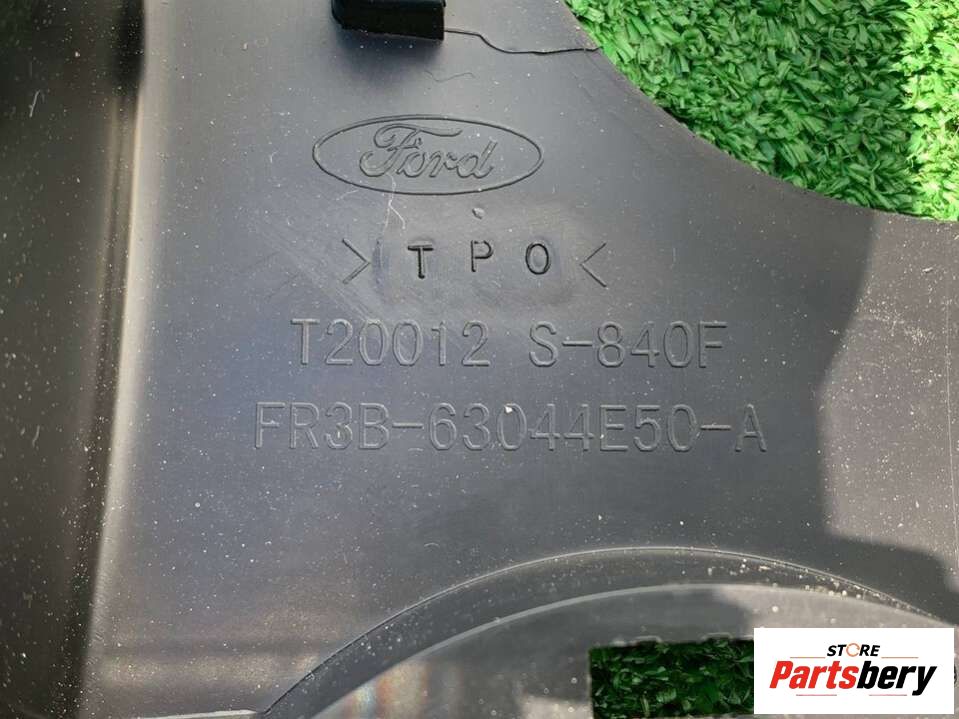 Ford
>TPO<
T20012 S-840F
FR3B-63044E50-A
STORE
Partsbery